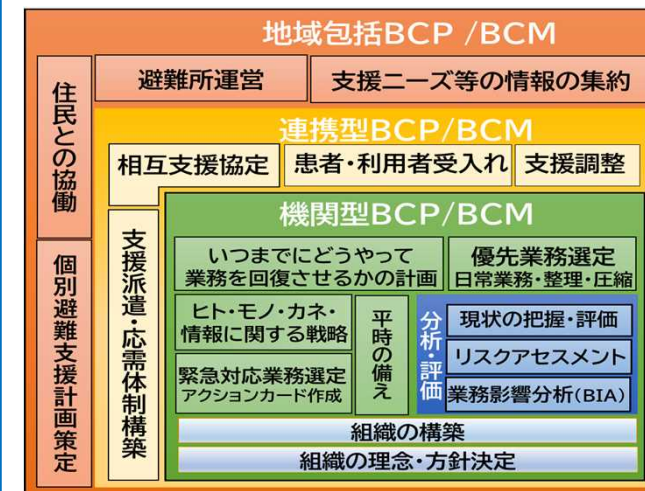 地域包括BCP /BCM
住民との協働
避難所運営
支援ニーズ等の情報の集約
連携型BCP/BCM
相互支援協定
患者・利用者受入れ
支援調整
機関型BCP/BCM
個別避難支援計画策定
支援派遣・応需体制構築
いつまでにどうやって
業務を回復させるかの計画
優先業務選定
日常業務・整理・圧縮
ヒト・モノ・カネ・
情報に関する戦略
平時の備え
分析・評価
現状の把握・評価
リスクアセスメント
業務影響分析(BIA)
緊急対応業務選定
アクションカード作成
組織の構築
組織の理念・方針決定